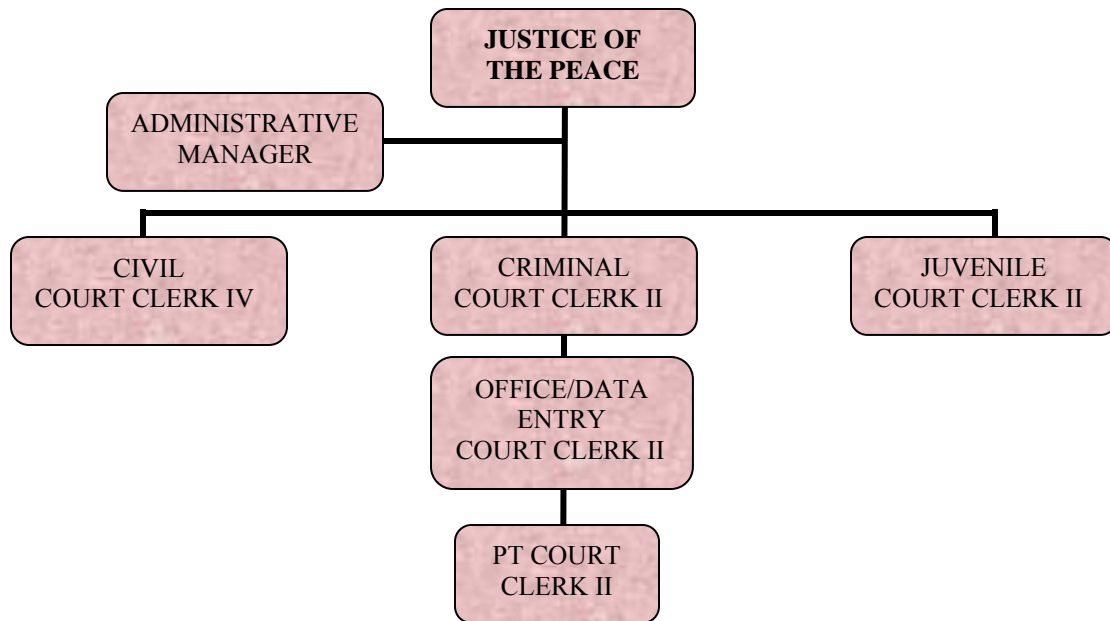 JUSTICE OF
THE PEACE
ADMINISTRATIVE
MANAGER
CIVIL
COURT CLERK IV
CRIMINAL
COURT CLERK II
JUVENILE
COURT CLERK II
OFFICE/DATA
ENTRY
COURT CLERK II
PT COURT
CLERK II